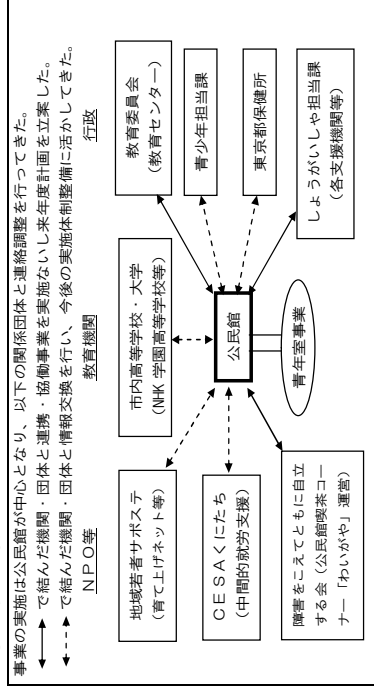 事業の実施は公民館が中心となり、以下の関係団体と連絡調整を行ってきた。
で結んだ機関・団体と連携・協働事業を実施ないし来年度計画を立案した。
で結んだ機関・団体と情報交換を行い、今後の実施体制整備に活かしてきた。
NPO等
教育機関
行政
地域若者サポステ
(育て上げネット等)
CESAくにたち
(中間的就労支援)
障害をこえてともに自立
する会(公民館喫茶コー
ナー「わいがや」運営)
市内高等学校・大学
(NHK 学園高等学校等)
公民館
青年室事業
教育委員会
(教育センター)
青少年担当課
東京都保健所
しょうがいしゃ担当課
(各支援機関等)